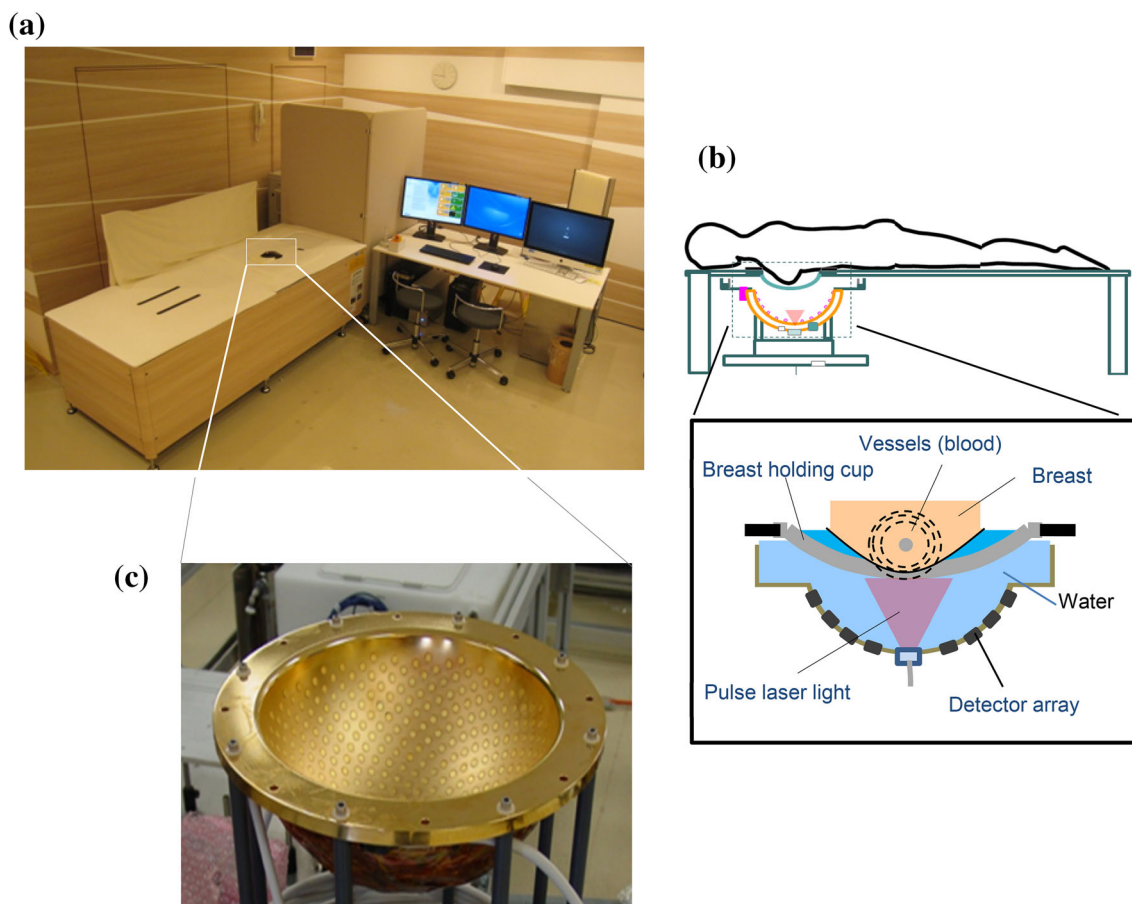 (a)
(b)
Vessels (blood)
Breast holding cup
Breast
Water
Pulse laser light
Detector array
(c)